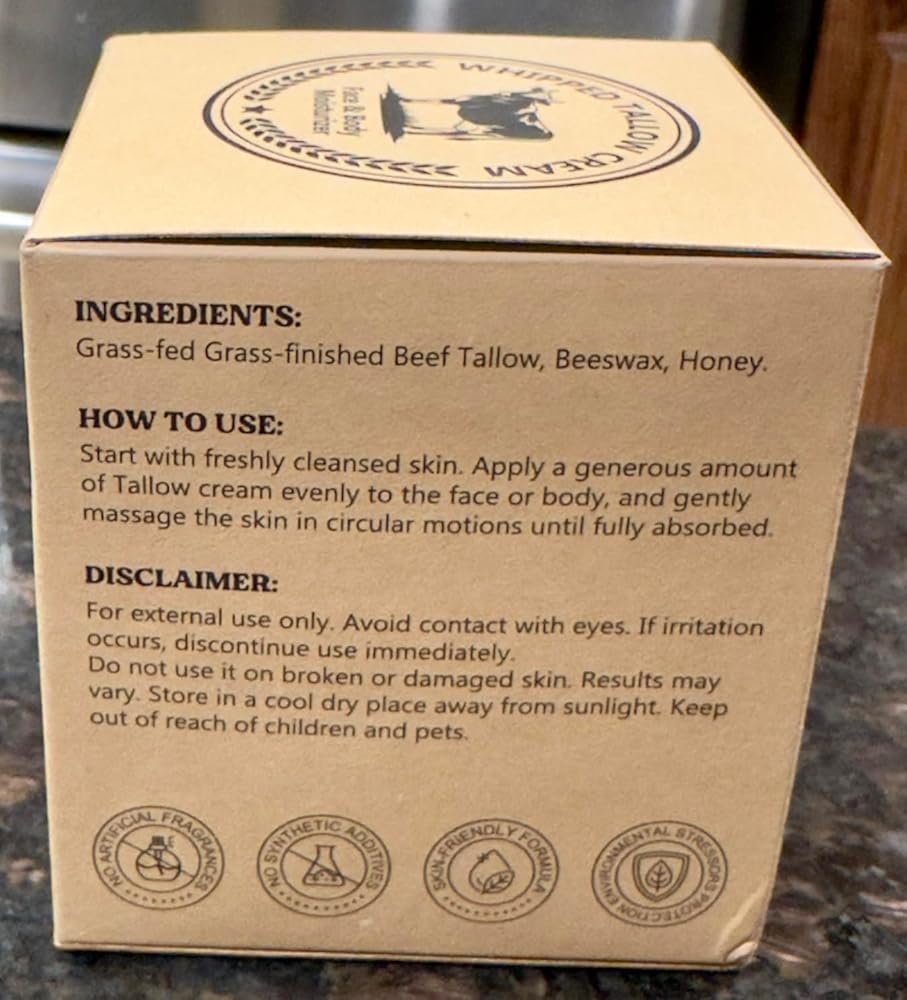 WHIPPED TALLOW CREAM
Face & Body
Moisturizer
INGREDIENTS:
Grass-fed Grass-finished Beef Tallow, Beeswax, Honey.
HOW TO USE:
Start with freshly cleansed skin. Apply a generous amount
of Tallow cream evenly to the face or body, and gently
massage the skin in circular motions until fully absorbed.
DISCLAIMER:
For external use only. Avoid contact with eyes. If irritation
occurs, discontinue use immediately.
Do not use it on broken or damaged skin. Results may
vary. Store in a cool dry place away from sunlight. Keep
out of reach of children and pets.
NO ARTIFICIAL FRAGRANCES
NO SYNTHETIC ADDITIVES
SKIN-FRIENDLY FORMULA
ENVIRONMENTAL STRESSORS PROTECTION